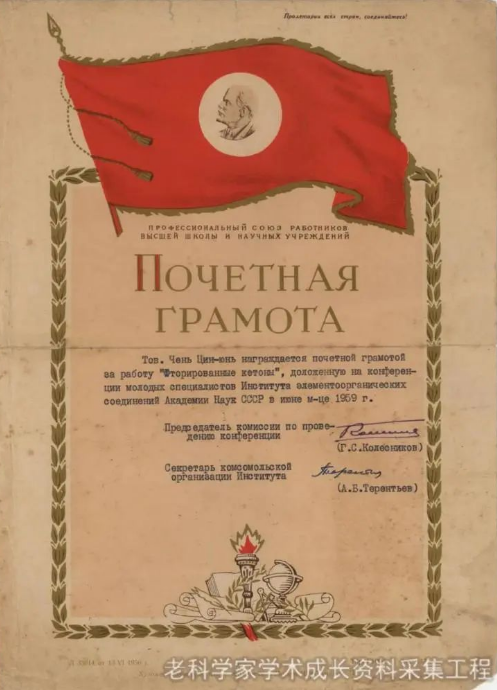 Пролетарии всех стран, соединяйтесь!
ПРОФЕССИОНАЛЬНЫЙ СОЮЗ РАБОТНИКОВ
ВЫСШЕЙ ШКОЛЫ И НАУЧНЫХ УЧРЕЖДЕНИЙ
ПОЧЕТНАЯ
ГРАМОТА
Тов. Чень Цин-юнь награждается почетной грамотой
за работу "Фторированные кетоны", доложенную на конферен-
ции молодых специалистов Института элементоорганических
соединений Академии Наук СССР в июне м-це 1959 г.
Председатель комиссии по прове-
дению конференции
(Г.С.Колесников)
Секретарь комсомольской
организации Института
(А.Б.Терентьев)
老科学家学术成长资料采集工程